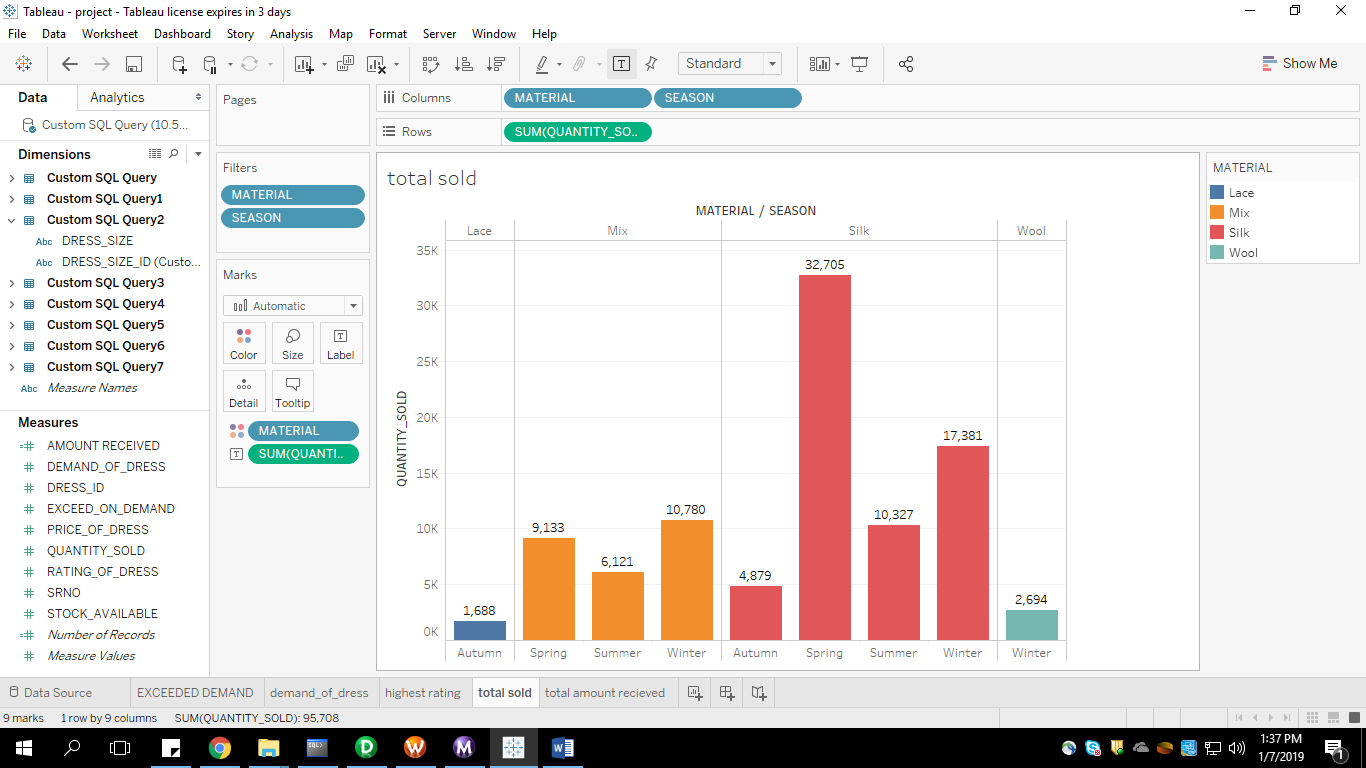 Tableau - project - Tableau license expires in 3 days
File Data Worksheet Dashboard Story Analysis Map Format Server Window Help
Standard
Show Me
Data Analytics
Custom SQL Query (10.5...
Dimensions
Custom SQL Query
Custom SQL Query1
Custom SQL Query2
Abc DRESS_SIZE
Abc DRESS_SIZE_ID (Custo...
Custom SQL Query3
Custom SQL Query4
Custom SQL Query5
Custom SQL Query6
Custom SQL Query7
Abc Measure Names
Measures
AMOUNT RECEIVED
DEMAND_OF_DRESS
DRESS_ID
EXCEED_ON_DEMAND
PRICE_OF_DRESS
QUANTITY_SOLD
RATING_OF_DRESS
SRNO
STOCK_AVAILABLE
Number of Records
Measure Values
Pages
Filters
MATERIAL
SEASON
Marks
Automatic
Color Size Label
Detail Tooltip
MATERIAL
SUM(QUANTI..
Columns MATERIAL SEASON
Rows SUM(QUANTITY_SO..
total sold
MATERIAL / SEASON
Lace Mix Silk Wool
QUANTITY_SOLD
35K
30K
25K
20K
15K
10K
5K
0K
1,688 9,133 6,121 10,780 4,879 32,705 10,327 17,381 2,694
Autumn Spring Summer Winter Autumn Spring Summer Winter Winter
MATERIAL
Lace
Mix
Silk
Wool
Data Source EXCEEDED DEMAND demand_of_dress highest rating total sold total amount recieved
9 marks 1 row by 9 columns SUM(QUANTITY_SOLD): 95,708
1:37 PM
1/7/2019